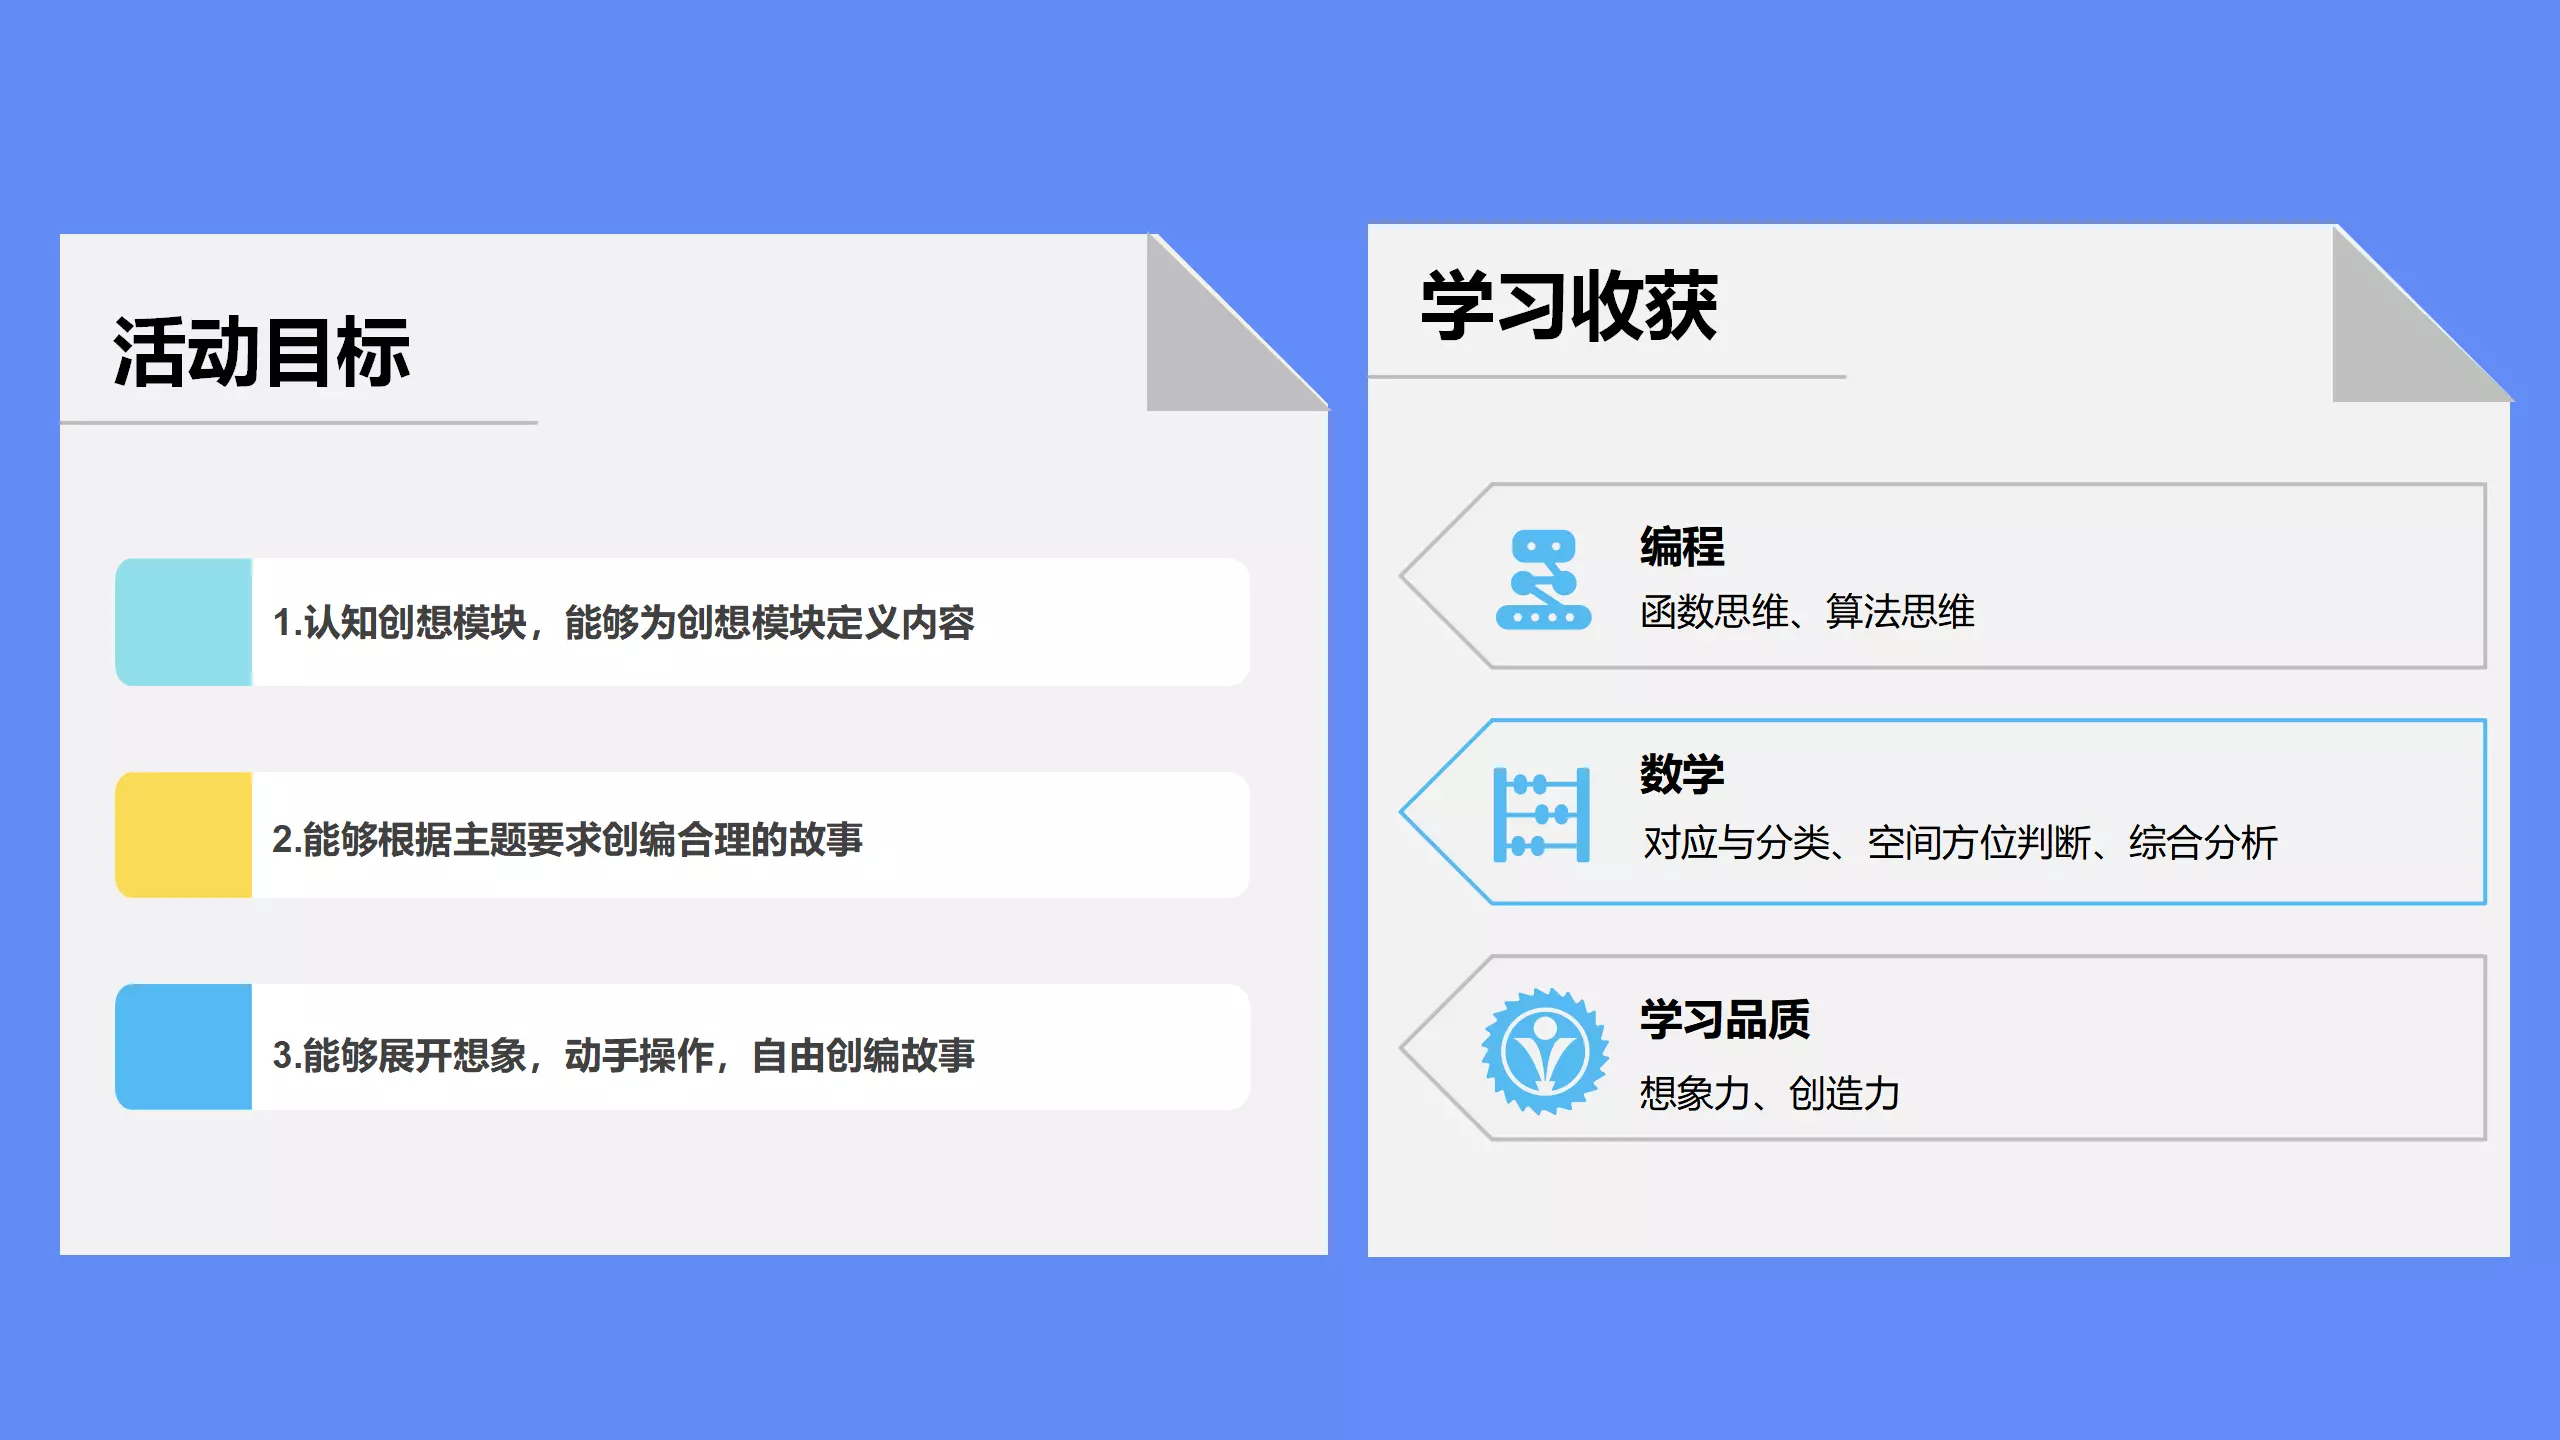 活动目标
1.认知创想模块，能够为创想模块定义内容
2.能够根据主题要求创编合理的故事
3.能够展开想象，动手操作，自由创编故事
学习收获
编程
函数思维、算法思维
数学
对应与分类、空间方位判断、综合分析
学习品质
想象力、创造力